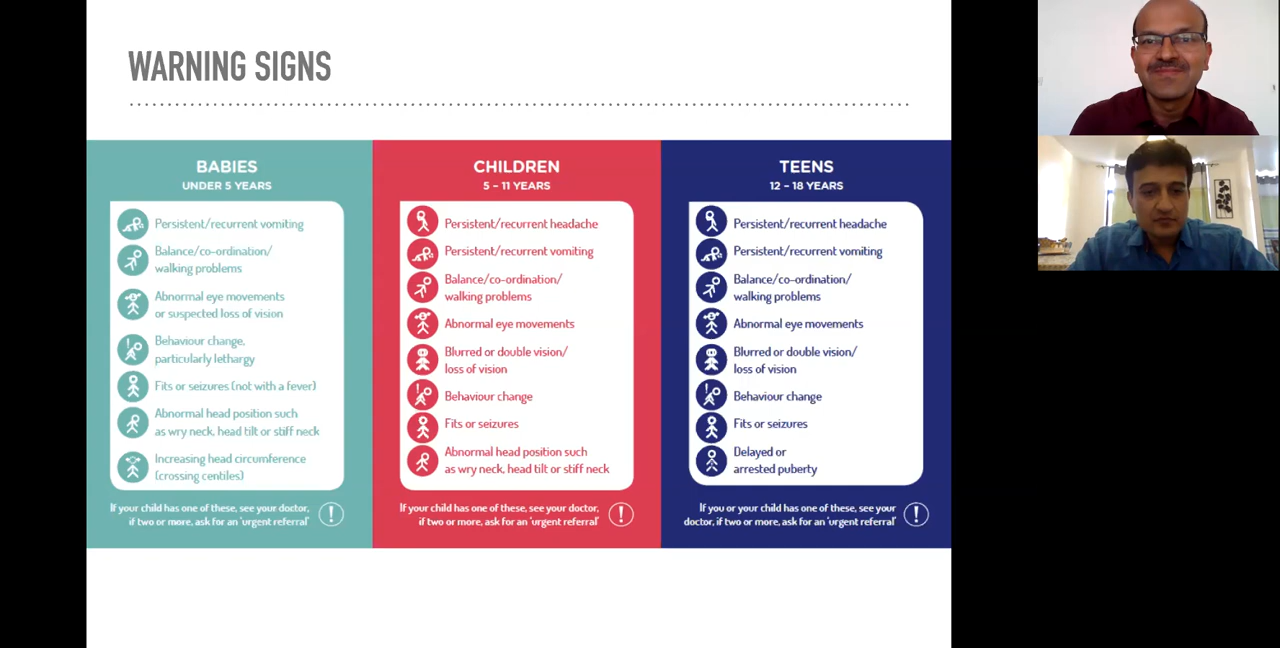 WARNING SIGNS
BABIES
UNDER 5 YEARS
Persistent/recurrent vomiting
Balance/co-ordination/
walking problems
Abnormal eye movements
or suspected loss of vision
Behaviour change,
particularly lethargy
Fits or seizures (not with a fever)
Abnormal head position such
as wry neck, head tilt or stiff neck
Increasing head circumference
(crossing centiles)
If your child has one of these, see your doctor,
if two or more, ask for an 'urgent referral'
!
CHILDREN
5 - 11 YEARS
Persistent/recurrent headache
Persistent/recurrent vomiting
Balance/co-ordination/
walking problems
Abnormal eye movements
Blurred or double vision/
loss of vision
Behaviour change
Fits or seizures
Abnormal head position such
as wry neck, head tilt or stiff neck
If your child has one of these, see your doctor,
if two or more, ask for an 'urgent referral'
!
TEENS
12 - 18 YEARS
Persistent/recurrent headache
Persistent/recurrent vomiting
Balance/co-ordination/
walking problems
Abnormal eye movements
Blurred or double vision/
loss of vision
Behaviour change
Fits or seizures
Delayed or
arrested puberty
If you or your child has one of these, see your
doctor, if two or more, ask for an 'urgent referral'
!